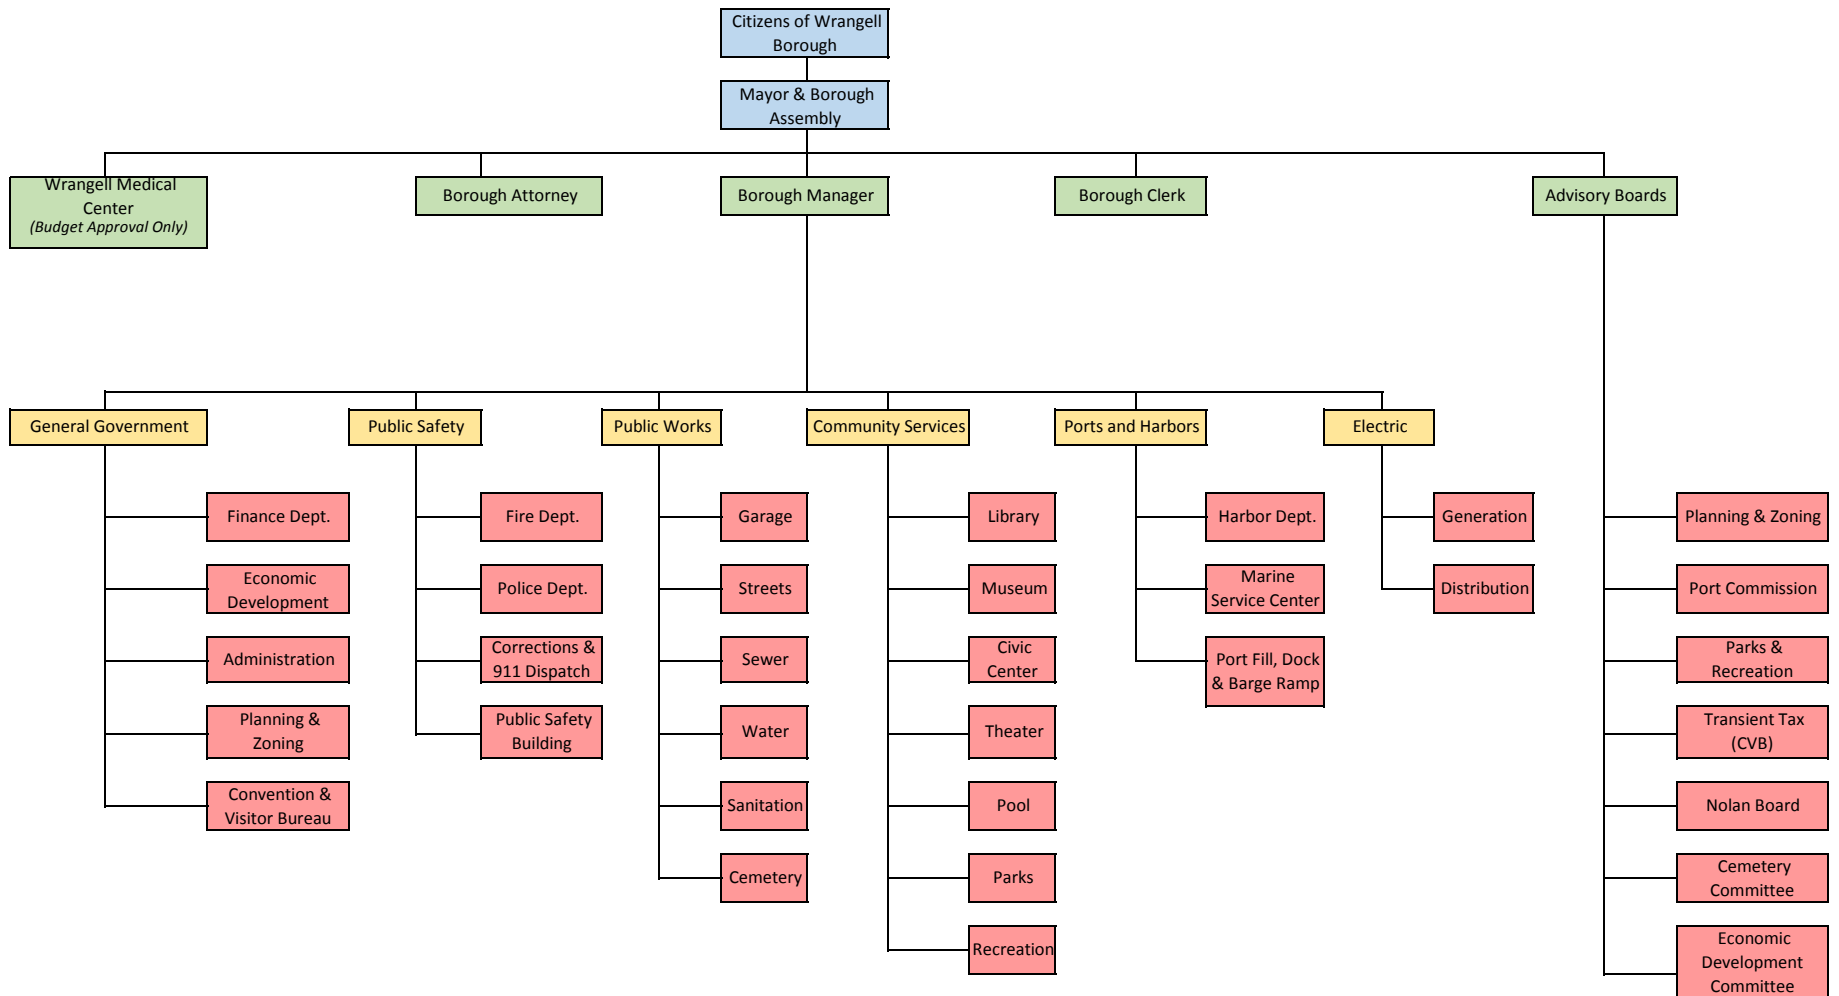 Citizens of Wrangell
Borough
Mayor & Borough
Assembly
Wrangell Medical
Center
(Budget Approval Only)
Borough Attorney
Borough Manager
Borough Clerk
Advisory Boards
General Government
Public Safety
Public Works
Community Services
Ports and Harbors
Electric
Finance Dept.
Economic
Development
Administration
Planning &
Zoning
Convention &
Visitor Bureau
Fire Dept.
Police Dept.
Corrections &
911 Dispatch
Public Safety
Building
Garage
Streets
Sewer
Water
Sanitation
Cemetery
Library
Museum
Civic
Center
Theater
Pool
Parks
Recreation
Harbor Dept.
Marine
Service Center
Port Fill, Dock
& Barge Ramp
Generation
Distribution
Planning & Zoning
Port Commission
Parks &
Recreation
Transient Tax
(CVB)
Nolan Board
Cemetery
Committee
Economic
Development
Committee